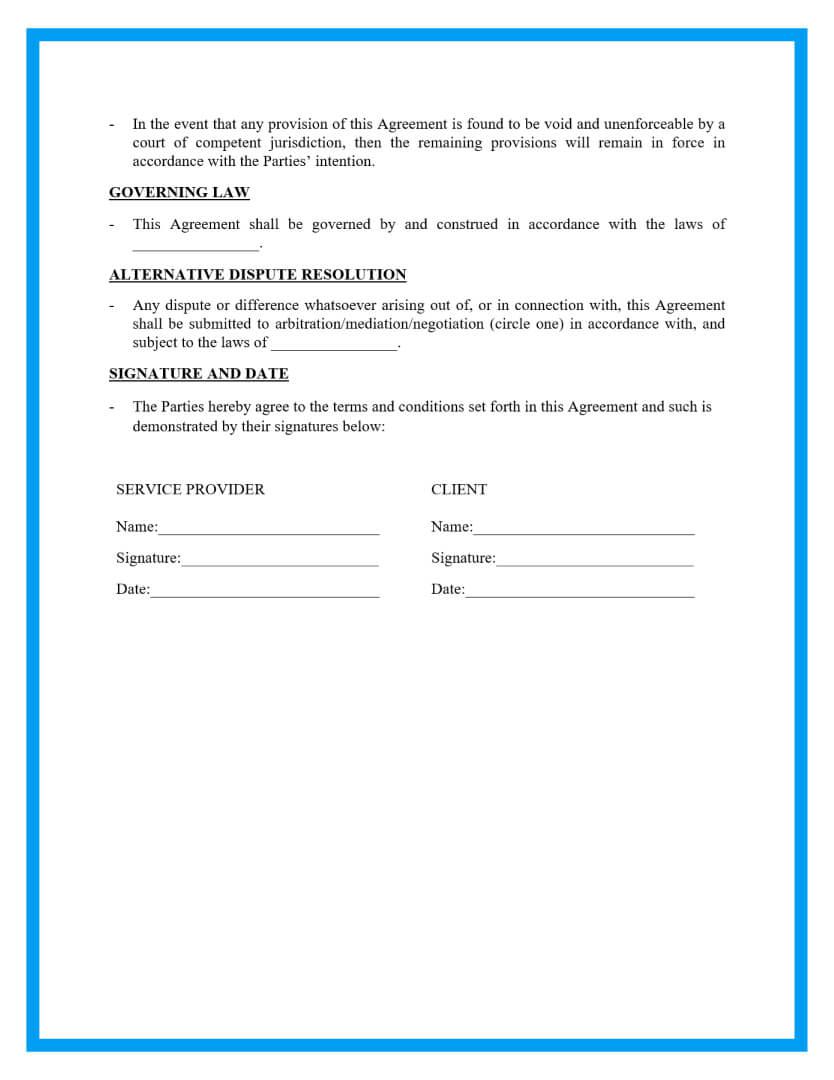 - In the event that any provision of this Agreement is found to be void and unenforceable by a
court of competent jurisdiction, then the remaining provisions will remain in force in
accordance with the Parties’ intention.
GOVERNING LAW
- This Agreement shall be governed by and construed in accordance with the laws of
________________.
ALTERNATIVE DISPUTE RESOLUTION
- Any dispute or difference whatsoever arising out of, or in connection with, this Agreement
shall be submitted to arbitration/mediation/negotiation (circle one) in accordance with, and
subject to the laws of ________________.
SIGNATURE AND DATE
- The Parties hereby agree to the terms and conditions set forth in this Agreement and such is
demonstrated by their signatures below:
SERVICE PROVIDER
Name:____________________________
Signature:_________________________
Date:_____________________________
CLIENT
Name:____________________________
Signature:_________________________
Date:_____________________________